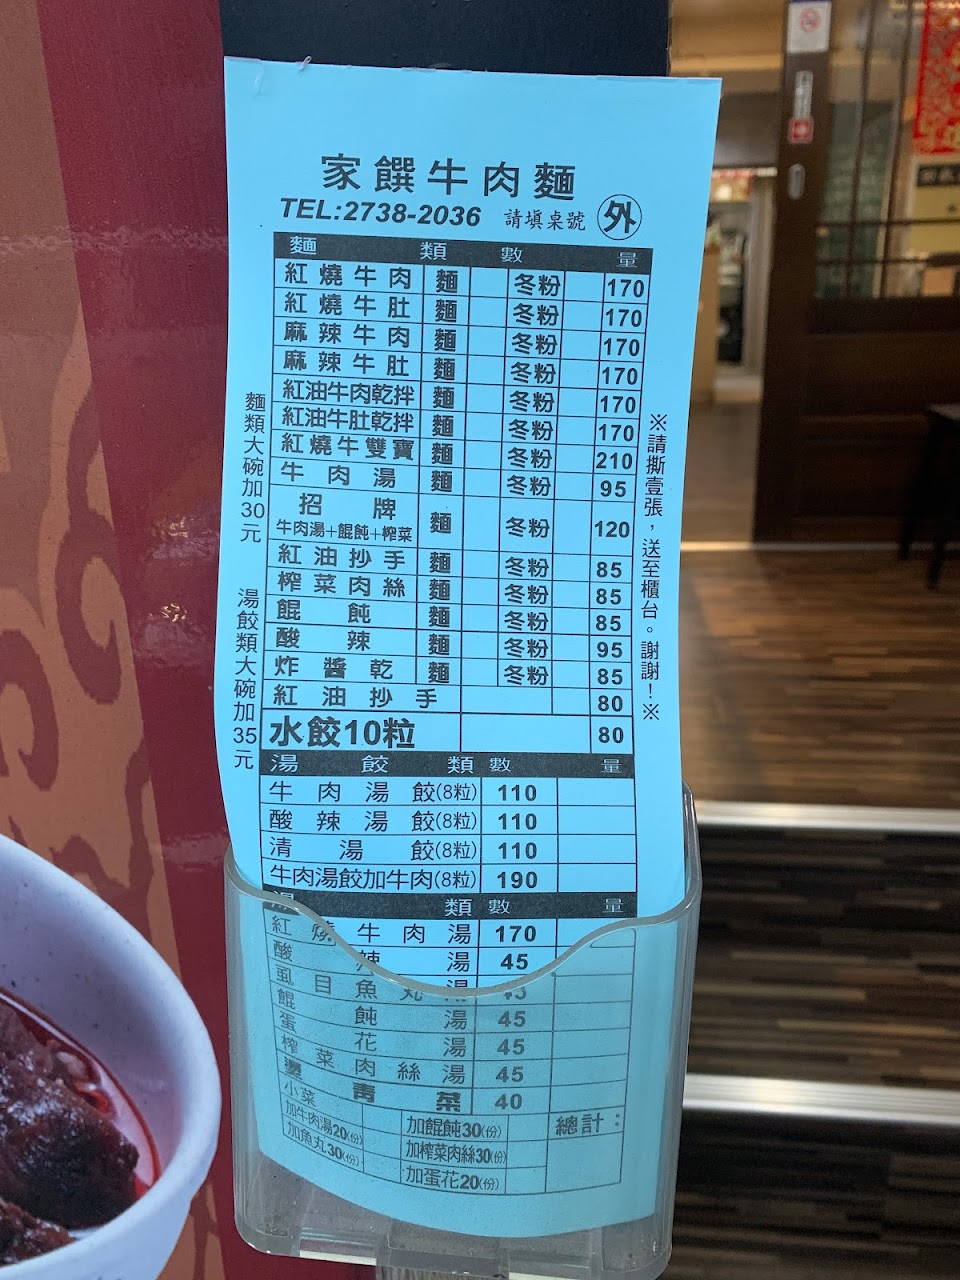 家饌牛肉麵
TEL:2738-2036 請填桌號 外
麵類 數量
紅燒牛肉 麵 冬粉 170
紅燒牛肚 麵 冬粉 170
麻辣牛肉 麵 冬粉 170
麻辣牛肚 麵 冬粉 170
紅油牛肉乾拌 麵 冬粉 170
紅油牛肚乾拌 麵 冬粉 170
紅燒牛雙寶 麵 冬粉 210
牛肉湯 麵 冬粉 95
招牌
牛肉湯+餛飩+榨菜 麵 冬粉 120
紅油抄手 麵 冬粉 85
榨菜肉絲 麵 冬粉 85
餛飩 麵 冬粉 85
酸辣 麵 冬粉 95
炸醬乾 麵 冬粉 85
紅油抄手 80
水餃10粒 80
湯餃類 數量
牛肉湯餃(8粒) 110
酸辣湯餃(8粒) 110
清湯餃(8粒) 110
牛肉湯餃加牛肉(8粒) 190
湯類 數量
紅燒牛肉湯 170
酸辣湯 45
虱目魚丸湯 45
餛飩湯 45
蛋花湯 45
榨菜肉絲湯 45
燙青菜 40
小菜
加牛肉湯20(份) 加餛飩30(份) 總計:
加魚丸30(份) 加榨菜肉絲30(份)
加蛋花20(份)
麵類大碗加30元
湯餃類大碗加35元
※請撕壹張,送至櫃台。謝謝!※